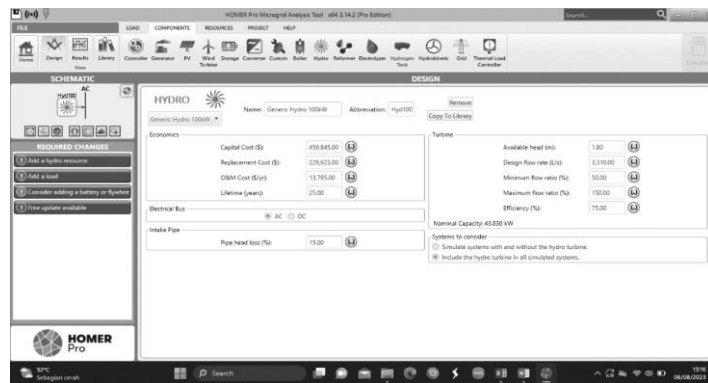 HOMER Pro Microgrid Analysis Tool x64 3.14.2 (Pro Edition)
Search...
FILE
LOAD COMPONENTS RESOURCES PROJECT HELP
Home Design Results Library Controller Generator PV Wind Turbine Storage Converter Custom Boiler Hydro Reformer Electrolyzer Hydrogen Tank Hydrokinetic Grid Thermal Load Controller
View
Calculate
SCHEMATIC
DESIGN
AC
Hyd100
REQUIRED CHANGES
Add a hydro resource.
Add a load
Consider adding a battery or flywhee
Free update available
HOMER
Pro
HYDRO
Generic Hydro 100kW
Name: Generic Hydro 100kW
Abbreviation: Hyd100
Remove
Copy To Library
Economics
Capital Cost ($): 459,845.00
Replacement Cost ($): 229,923.00
O&M Cost ($/yr): 13,795.00
Lifetime (years): 25.00
Electrical Bus
AC DC
Intake Pipe
Pipe head loss (%): 15.00
Turbine
Available head (m): 1.80
Design flow rate (L/s): 3,310.00
Minimum flow ratio (%): 50.00
Maximum flow ratio (%): 150.00
Efficiency (%): 75.00
Nominal Capacity: 43.836 kW
Systems to consider
Simulate systems with and without the hydro turbine.
Include the hydro turbine in all simulated systems.
32°C
Sebagian cerah
Search
13:16
06/08/2023